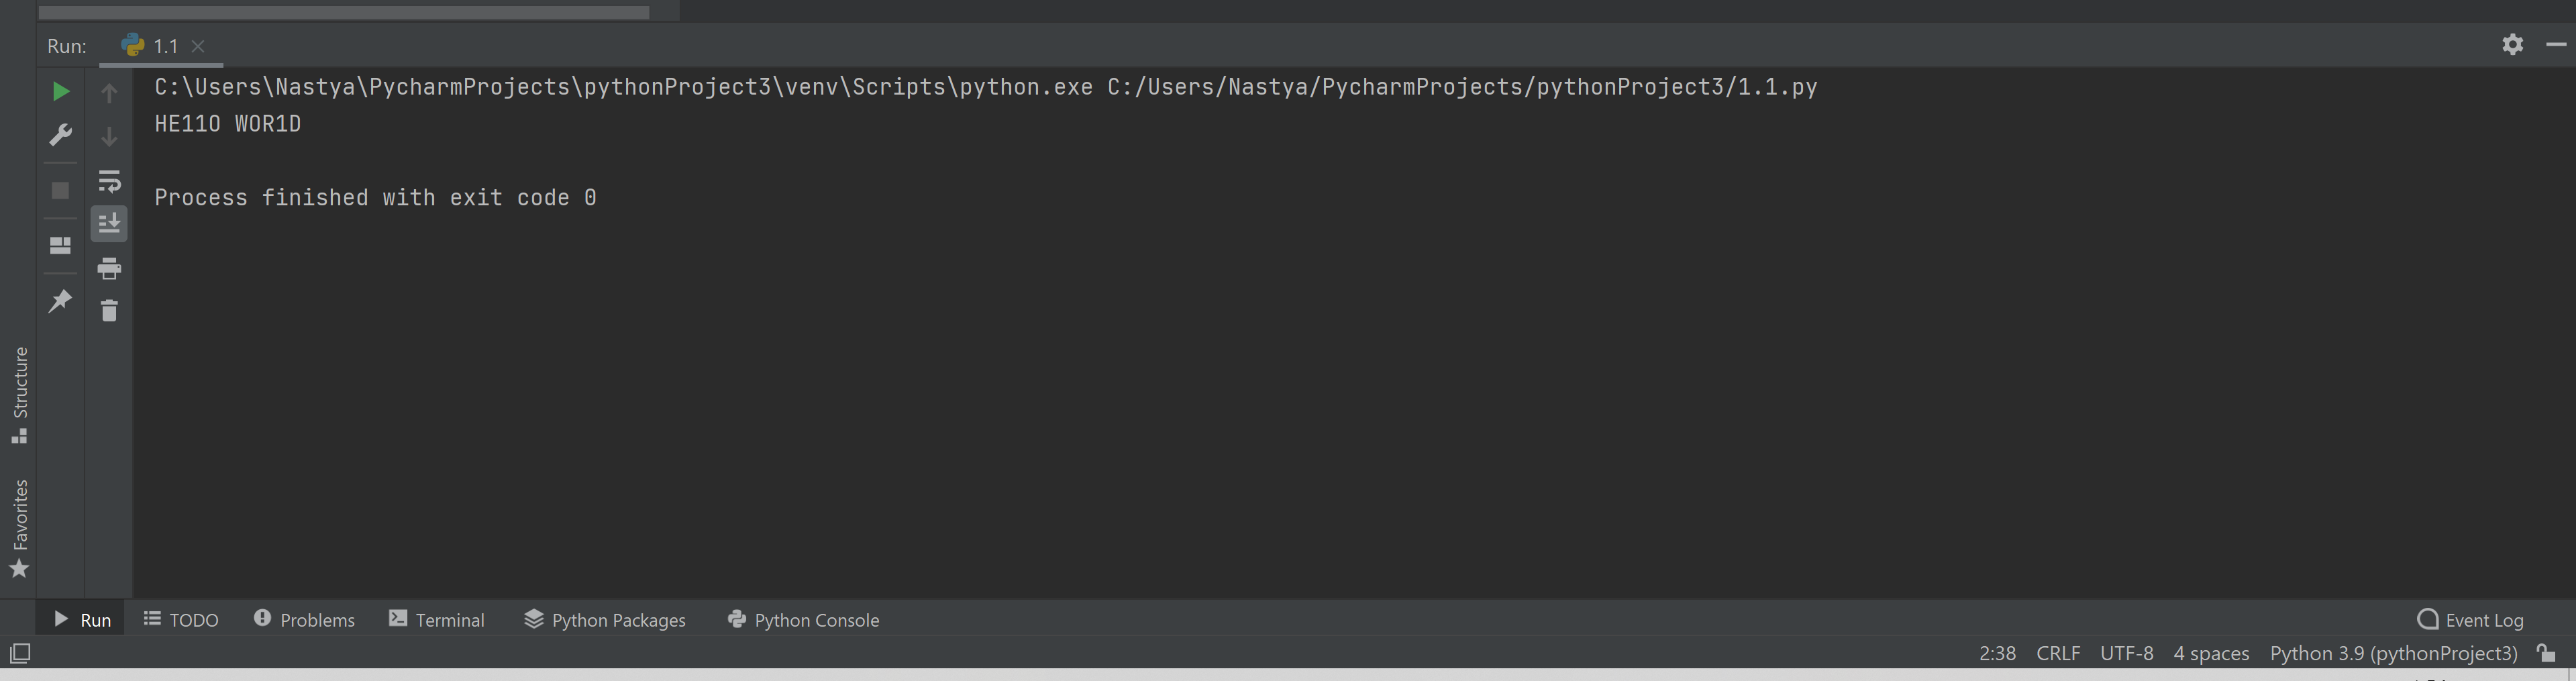 Run:
1.1
C:\Users\Nastya\PycharmProjects\pythonProject3\venv\Scripts\python.exe C:/Users/Nastya/PycharmProjects/pythonProject3/1.1.py
HE11O WOR1D
Process finished with exit code 0
Structure
Favorites
Run TODO Problems Terminal Python Packages Python Console Event Log
2:38 CRLF UTF-8 4 spaces Python 3.9 (pythonProject3)